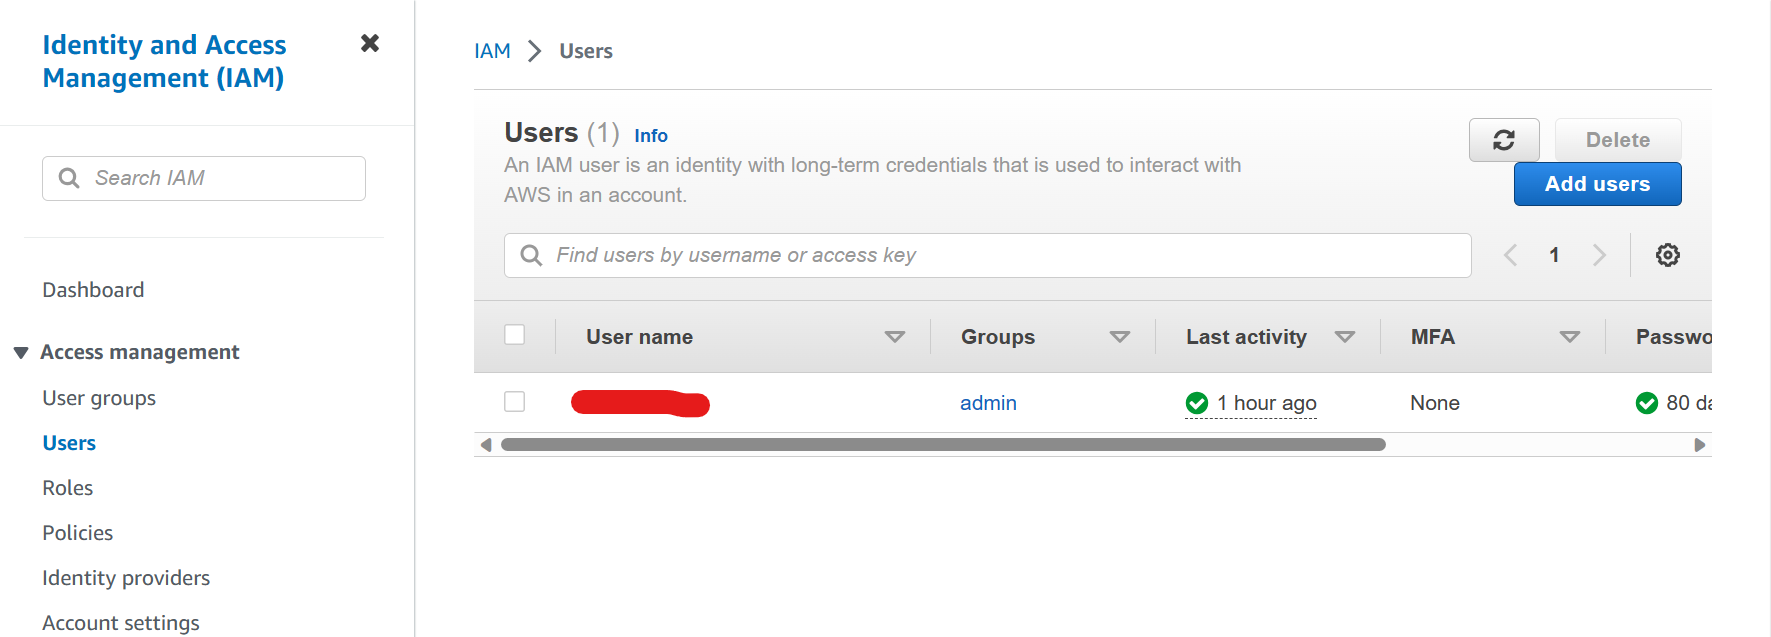 Identity and Access
Management (IAM)
Search IAM
Dashboard
Access management
User groups
Users
Roles
Policies
Identity providers
Account settings
IAM > Users
Users (1) Info
An IAM user is an identity with long-term credentials that is used to interact with
AWS in an account.
Delete
Add users
Find users by username or access key
1
User name Groups Last activity MFA Passwo
admin 1 hour ago None 80 da